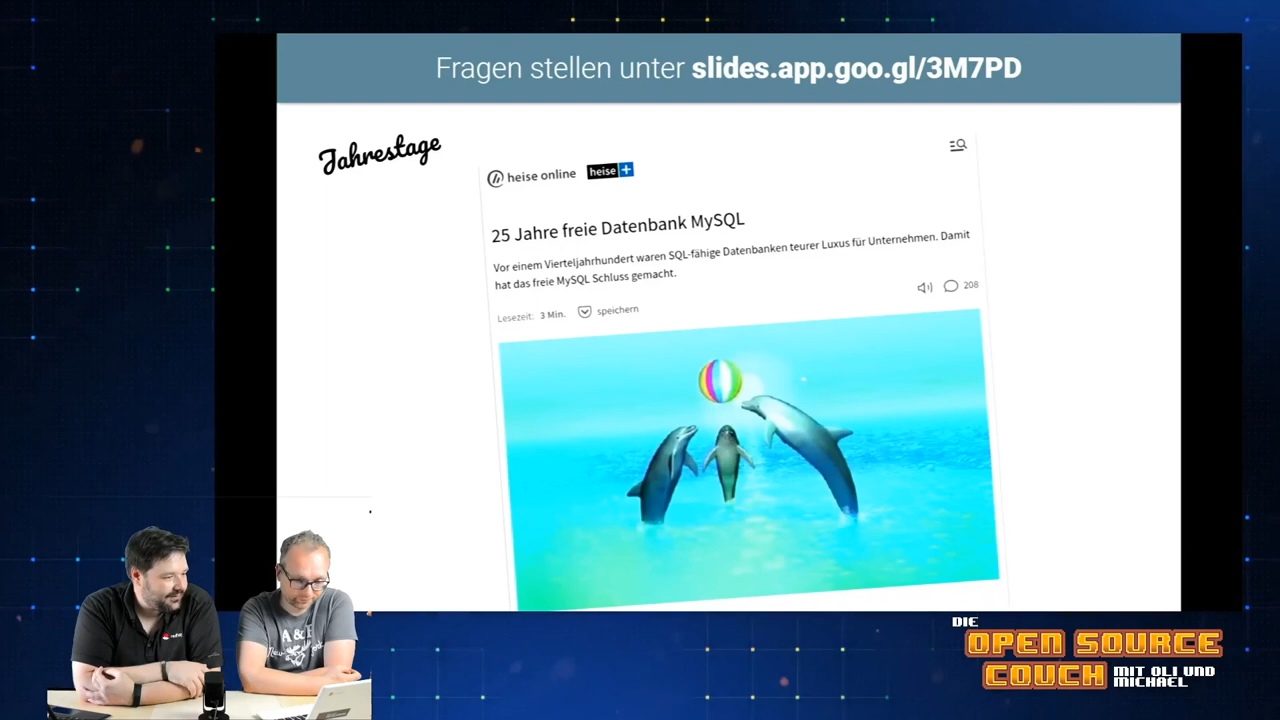 Fragen stellen unter slides.app.goo.gl/3M7PD
Jahrestage
heise online heise+
25 Jahre freie Datenbank MySQL
Vor einem Vierteljahrhundert waren SQL-fähige Datenbanken teurer Luxus für Unternehmen. Damit
hat das freie MySQL Schluss gemacht.
Lesezeit: 3 Min. speichern 208
A & F
New York
DIE
OPEN SOURCE
COUCH MIT OLI UND
MICHAEL